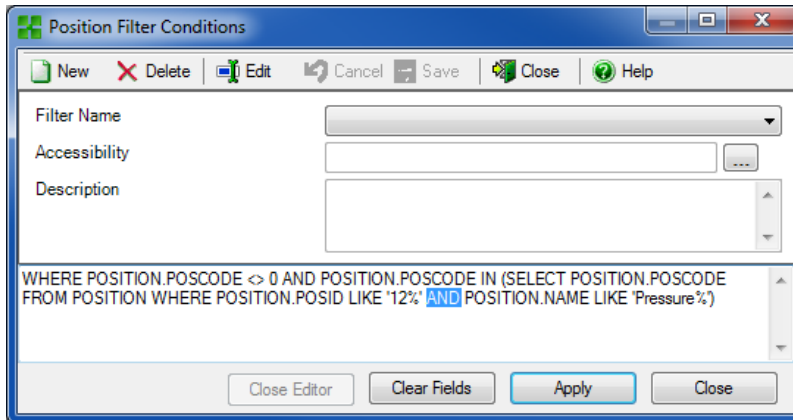 Position Filter Conditions
New Delete Edit Cancel Save Close Help
Filter Name
Accessibility
...
Description
WHERE POSITION.POSCODE <> 0 AND POSITION.POSCODE IN (SELECT POSITION.POSCODE
FROM POSITION WHERE POSITION.POSID LIKE '12%' AND POSITION.NAME LIKE 'Pressure%')
Close Editor Clear Fields Apply Close